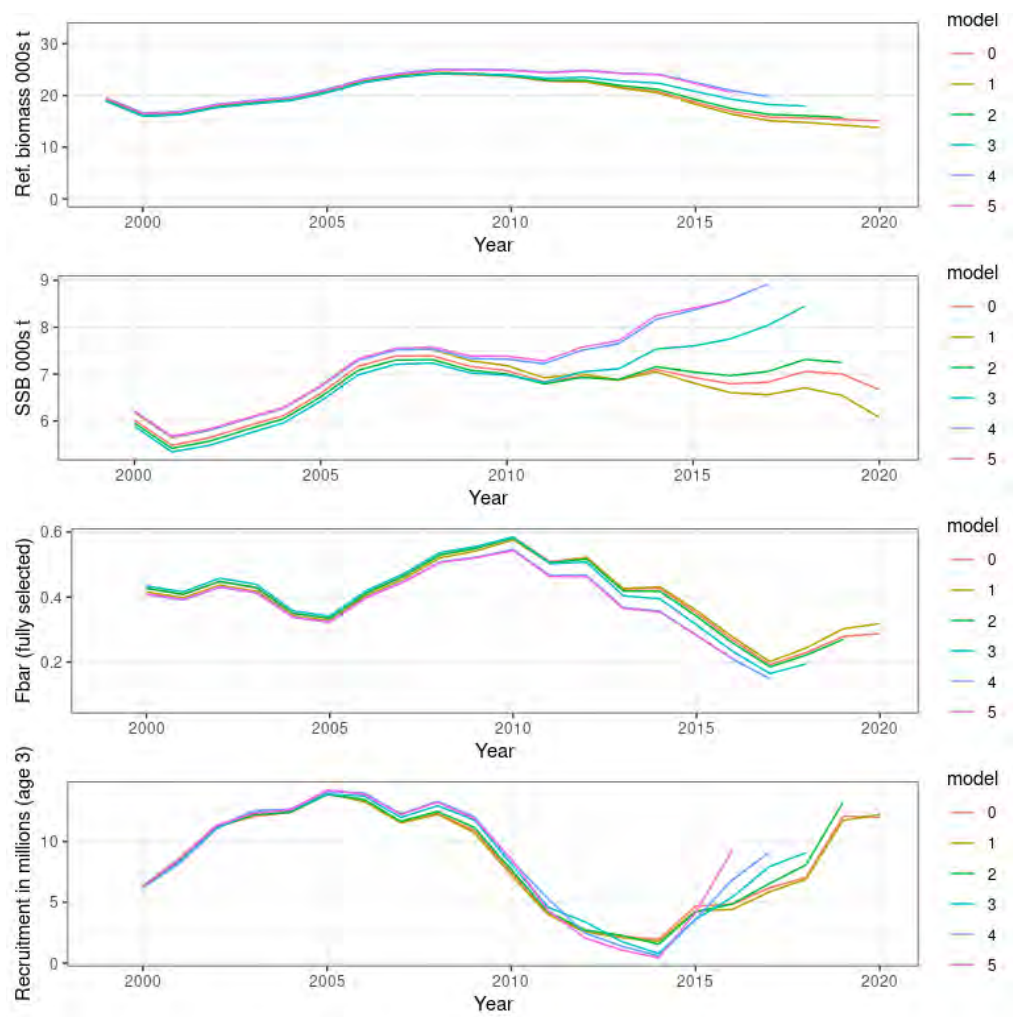 Ref. biomass 000s t
30
20
10
0
2000 2005 2010 2015 2020
Year
model
0
1
2
3
4
5
SSB 000s t
9
8
7
6
2000 2005 2010 2015 2020
Year
model
0
1
2
3
4
5
Fbar (fully selected)
0.6
0.4
0.2
2000 2005 2010 2015 2020
Year
model
0
1
2
3
4
5
Recruitment in millions (age 3)
10
5
0
2000 2005 2010 2015 2020
Year
model
0
1
2
3
4
5